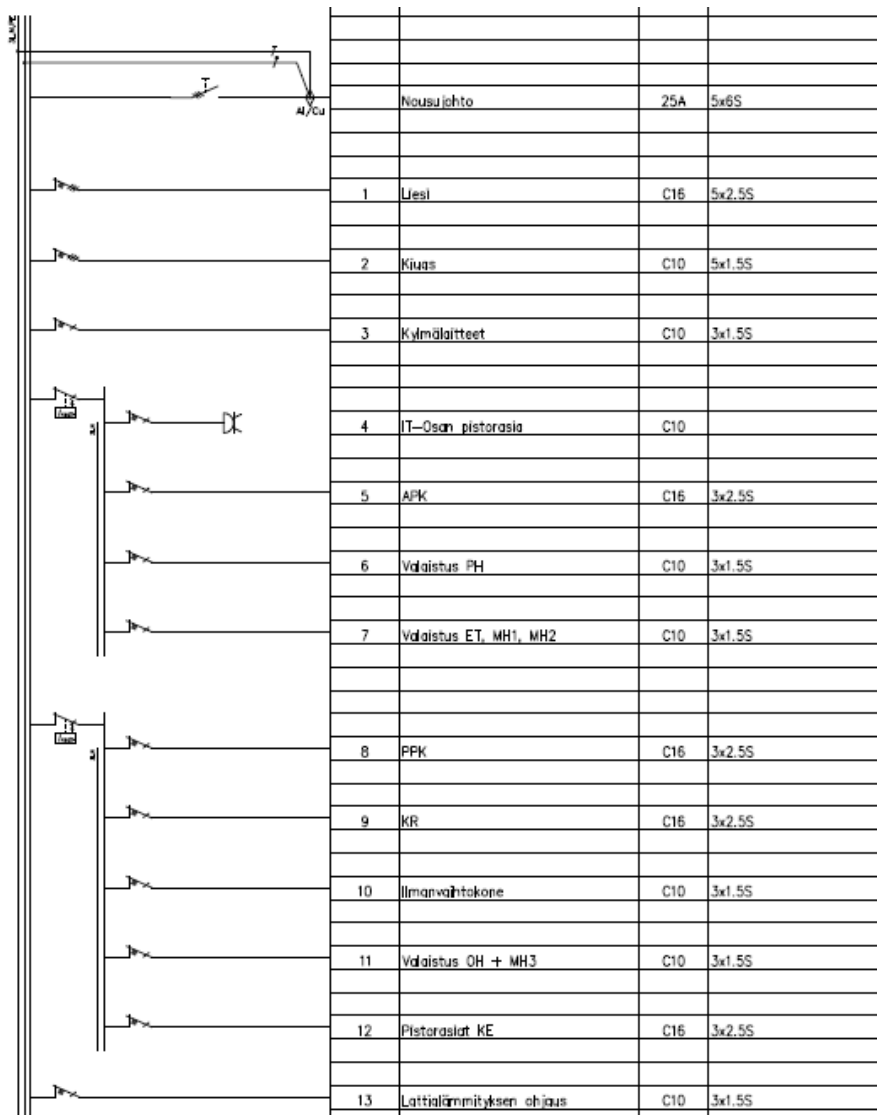 Al/Cu
Nousujohto 25A 5x6S
1 Liesi C16 5x2.5S
2 Kiuas C10 5x1.5S
3 Kylmälaitteet C10 3x1.5S
4 IT-Osan pistorasia C10
5 APK C16 3x2.5S
6 Valaistus PH C10 3x1.5S
7 Valaistus ET, MH1, MH2 C10 3x1.5S
8 PPK C16 3x2.5S
9 KR C16 3x2.5S
10 Ilmanvaihtokone C10 3x1.5S
11 Valaistus OH + MH3 C10 3x1.5S
12 Pistorasiat KE C16 3x2.5S
13 Lattialämmityksen ohjaus C10 3x1.5S